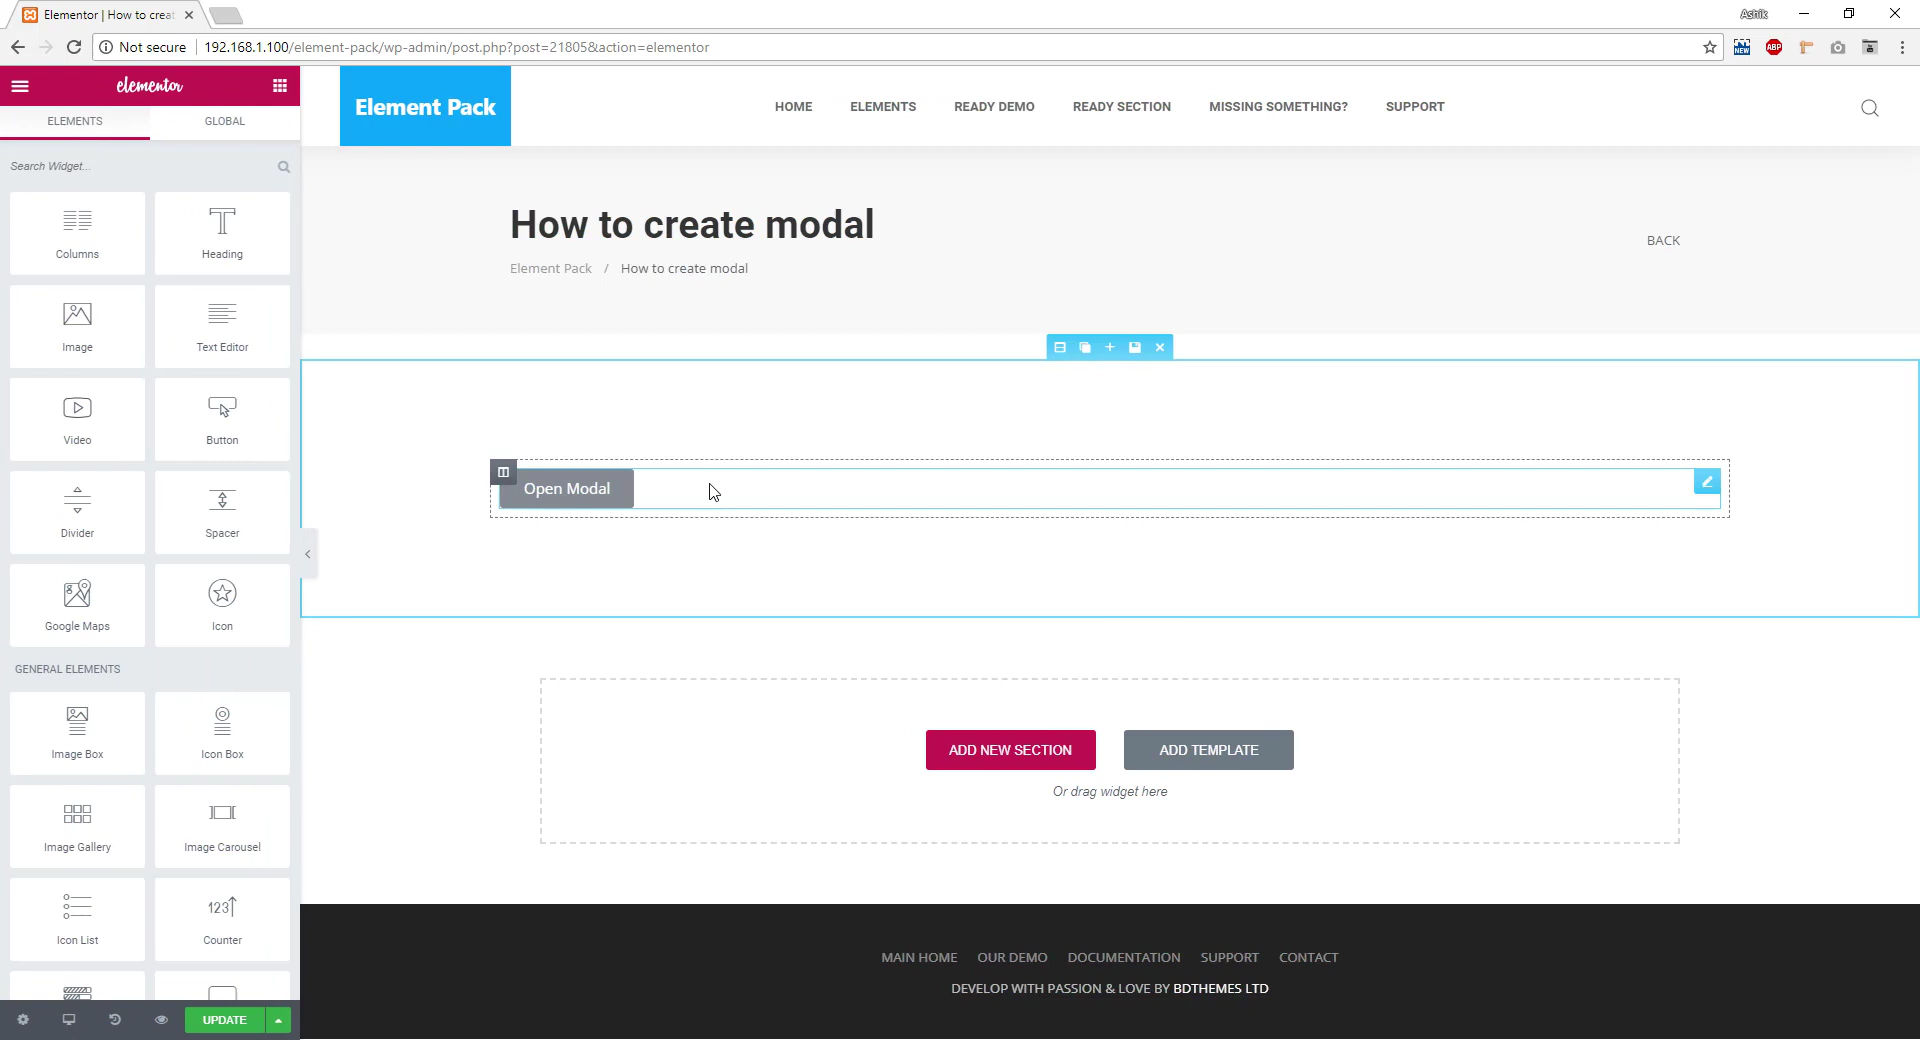 Elementor | How to creat
Ashik
Not secure
192.168.1.100/element-pack/wp-admin/post.php?post=21805&action=elementor
NEW
ABP
elementor
ELEMENTS
GLOBAL
Search Widget...
Columns
Heading
Image
Text Editor
Video
Button
Divider
Spacer
Google Maps
Icon
GENERAL ELEMENTS
Image Box
Icon Box
Image Gallery
Image Carousel
Icon List
123
Counter
UPDATE
Element Pack
HOME
ELEMENTS
READY DEMO
READY SECTION
MISSING SOMETHING?
SUPPORT
How to create modal
Element Pack / How to create modal
BACK
Open Modal
ADD NEW SECTION
ADD TEMPLATE
Or drag widget here
MAIN HOME
OUR DEMO
DOCUMENTATION
SUPPORT
CONTACT
DEVELOP WITH PASSION & LOVE BY BDTHEMES LTD